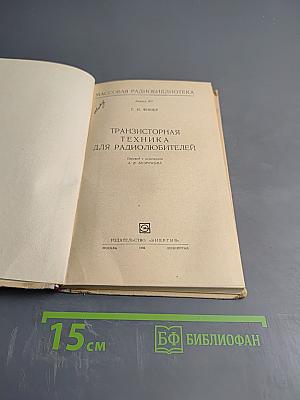 МАССОВАЯ РАДИОБИБЛИОТЕКА
ТРАНЗИСТОРНАЯ
ТЕХНИКА
ДЛЯ РАДИОЛЮБИТЕЛЕЙ
ИЗДАТЕЛЬСТВО «ЭНЕРГИЯ»
МОСКВА ЛЕНИНГРАД
15 см
БФ БИБЛИОФАН